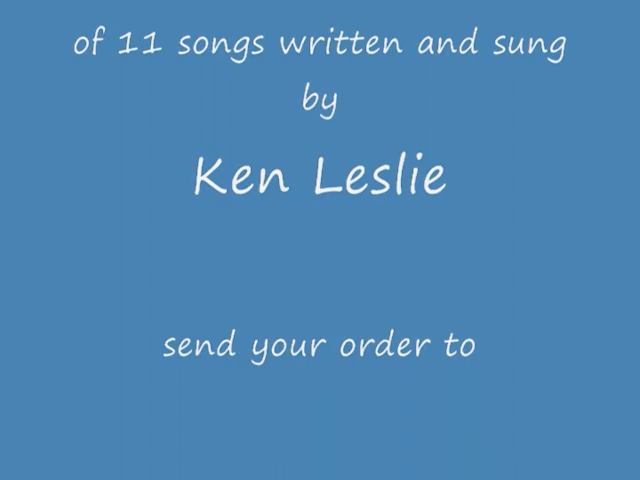 of 11 songs written and sung
by
Ken Leslie
send your order to